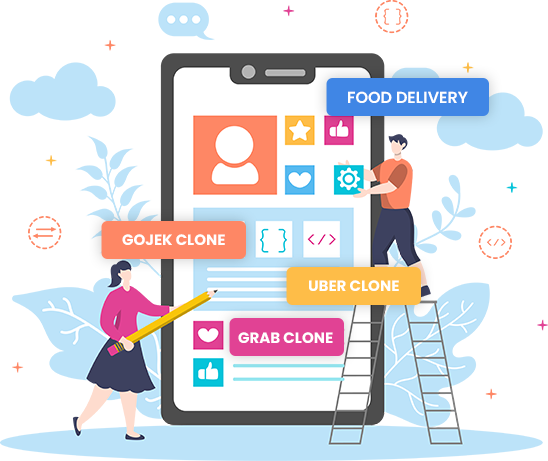 FOOD DELIVERY
GOJEK CLONE
{ }
</>
</>
UBER CLONE
GRAB CLONE